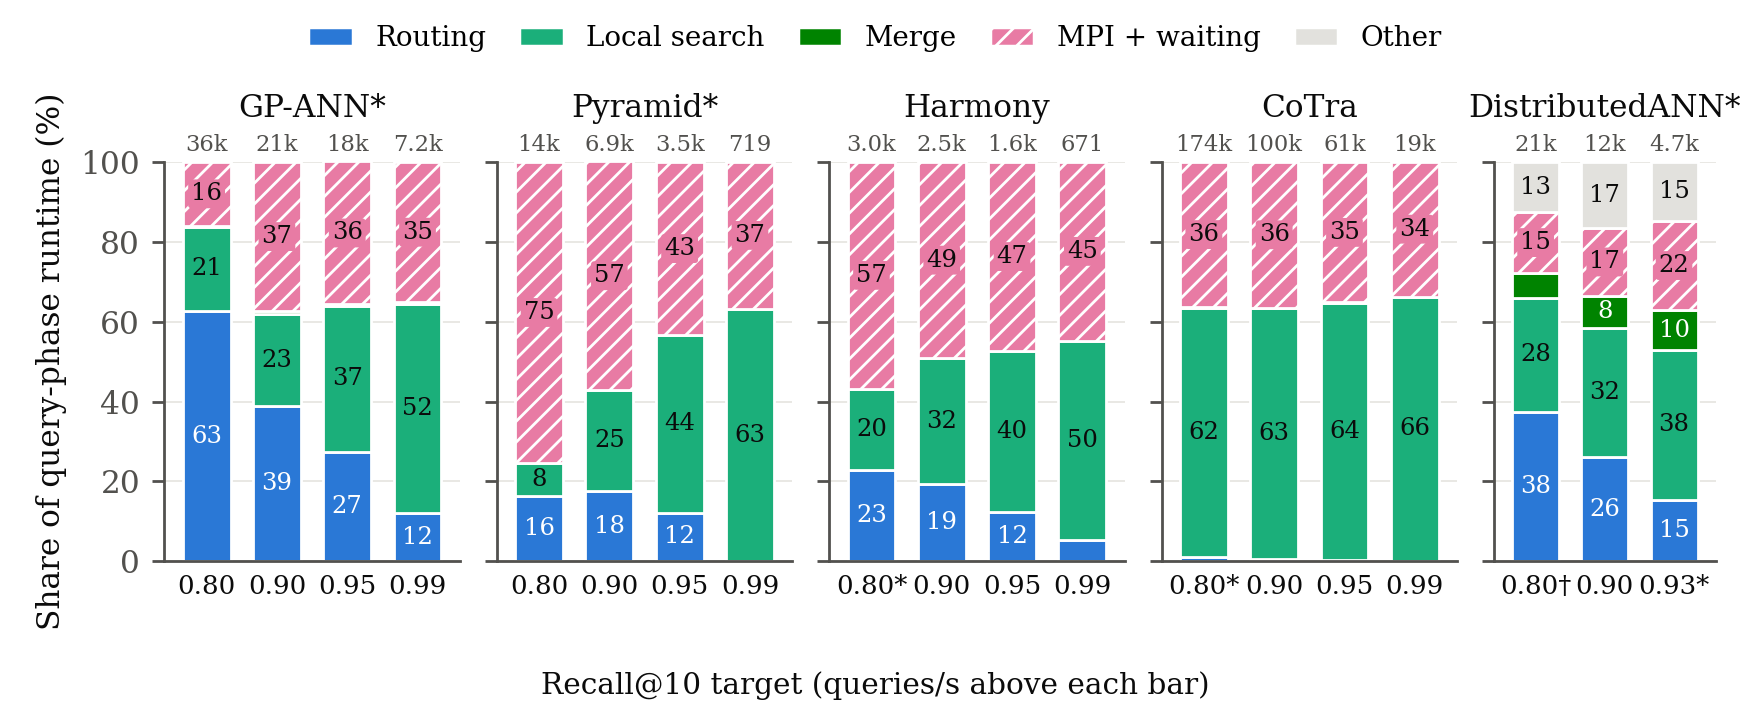 Routing Local search Merge MPI + waiting Other
GP-ANN* Pyramid* Harmony CoTra DistributedANN*
36k 21k 18k 7.2k 14k 6.9k 3.5k 719 3.0k 2.5k 1.6k 671 174k 100k 61k 19k 21k 12k 4.7k
Share of query-phase runtime (%)
100
80
60
40
20
0
16 37 36 35
21 23 37 52
63 39 27 12
75 57 43 37
8 25 44 63
16 18 12
57 49 47 45
20 32 40 50
23 19 12
36 36 35 34
62 63 64 66
13 17 15
15 17 22
8 10
28 32 38
38 26 15
0.80 0.90 0.95 0.99 0.80 0.90 0.95 0.99 0.80* 0.90 0.95 0.99 0.80* 0.90 0.95 0.99 0.80† 0.90 0.93*
Recall@10 target (queries/s above each bar)